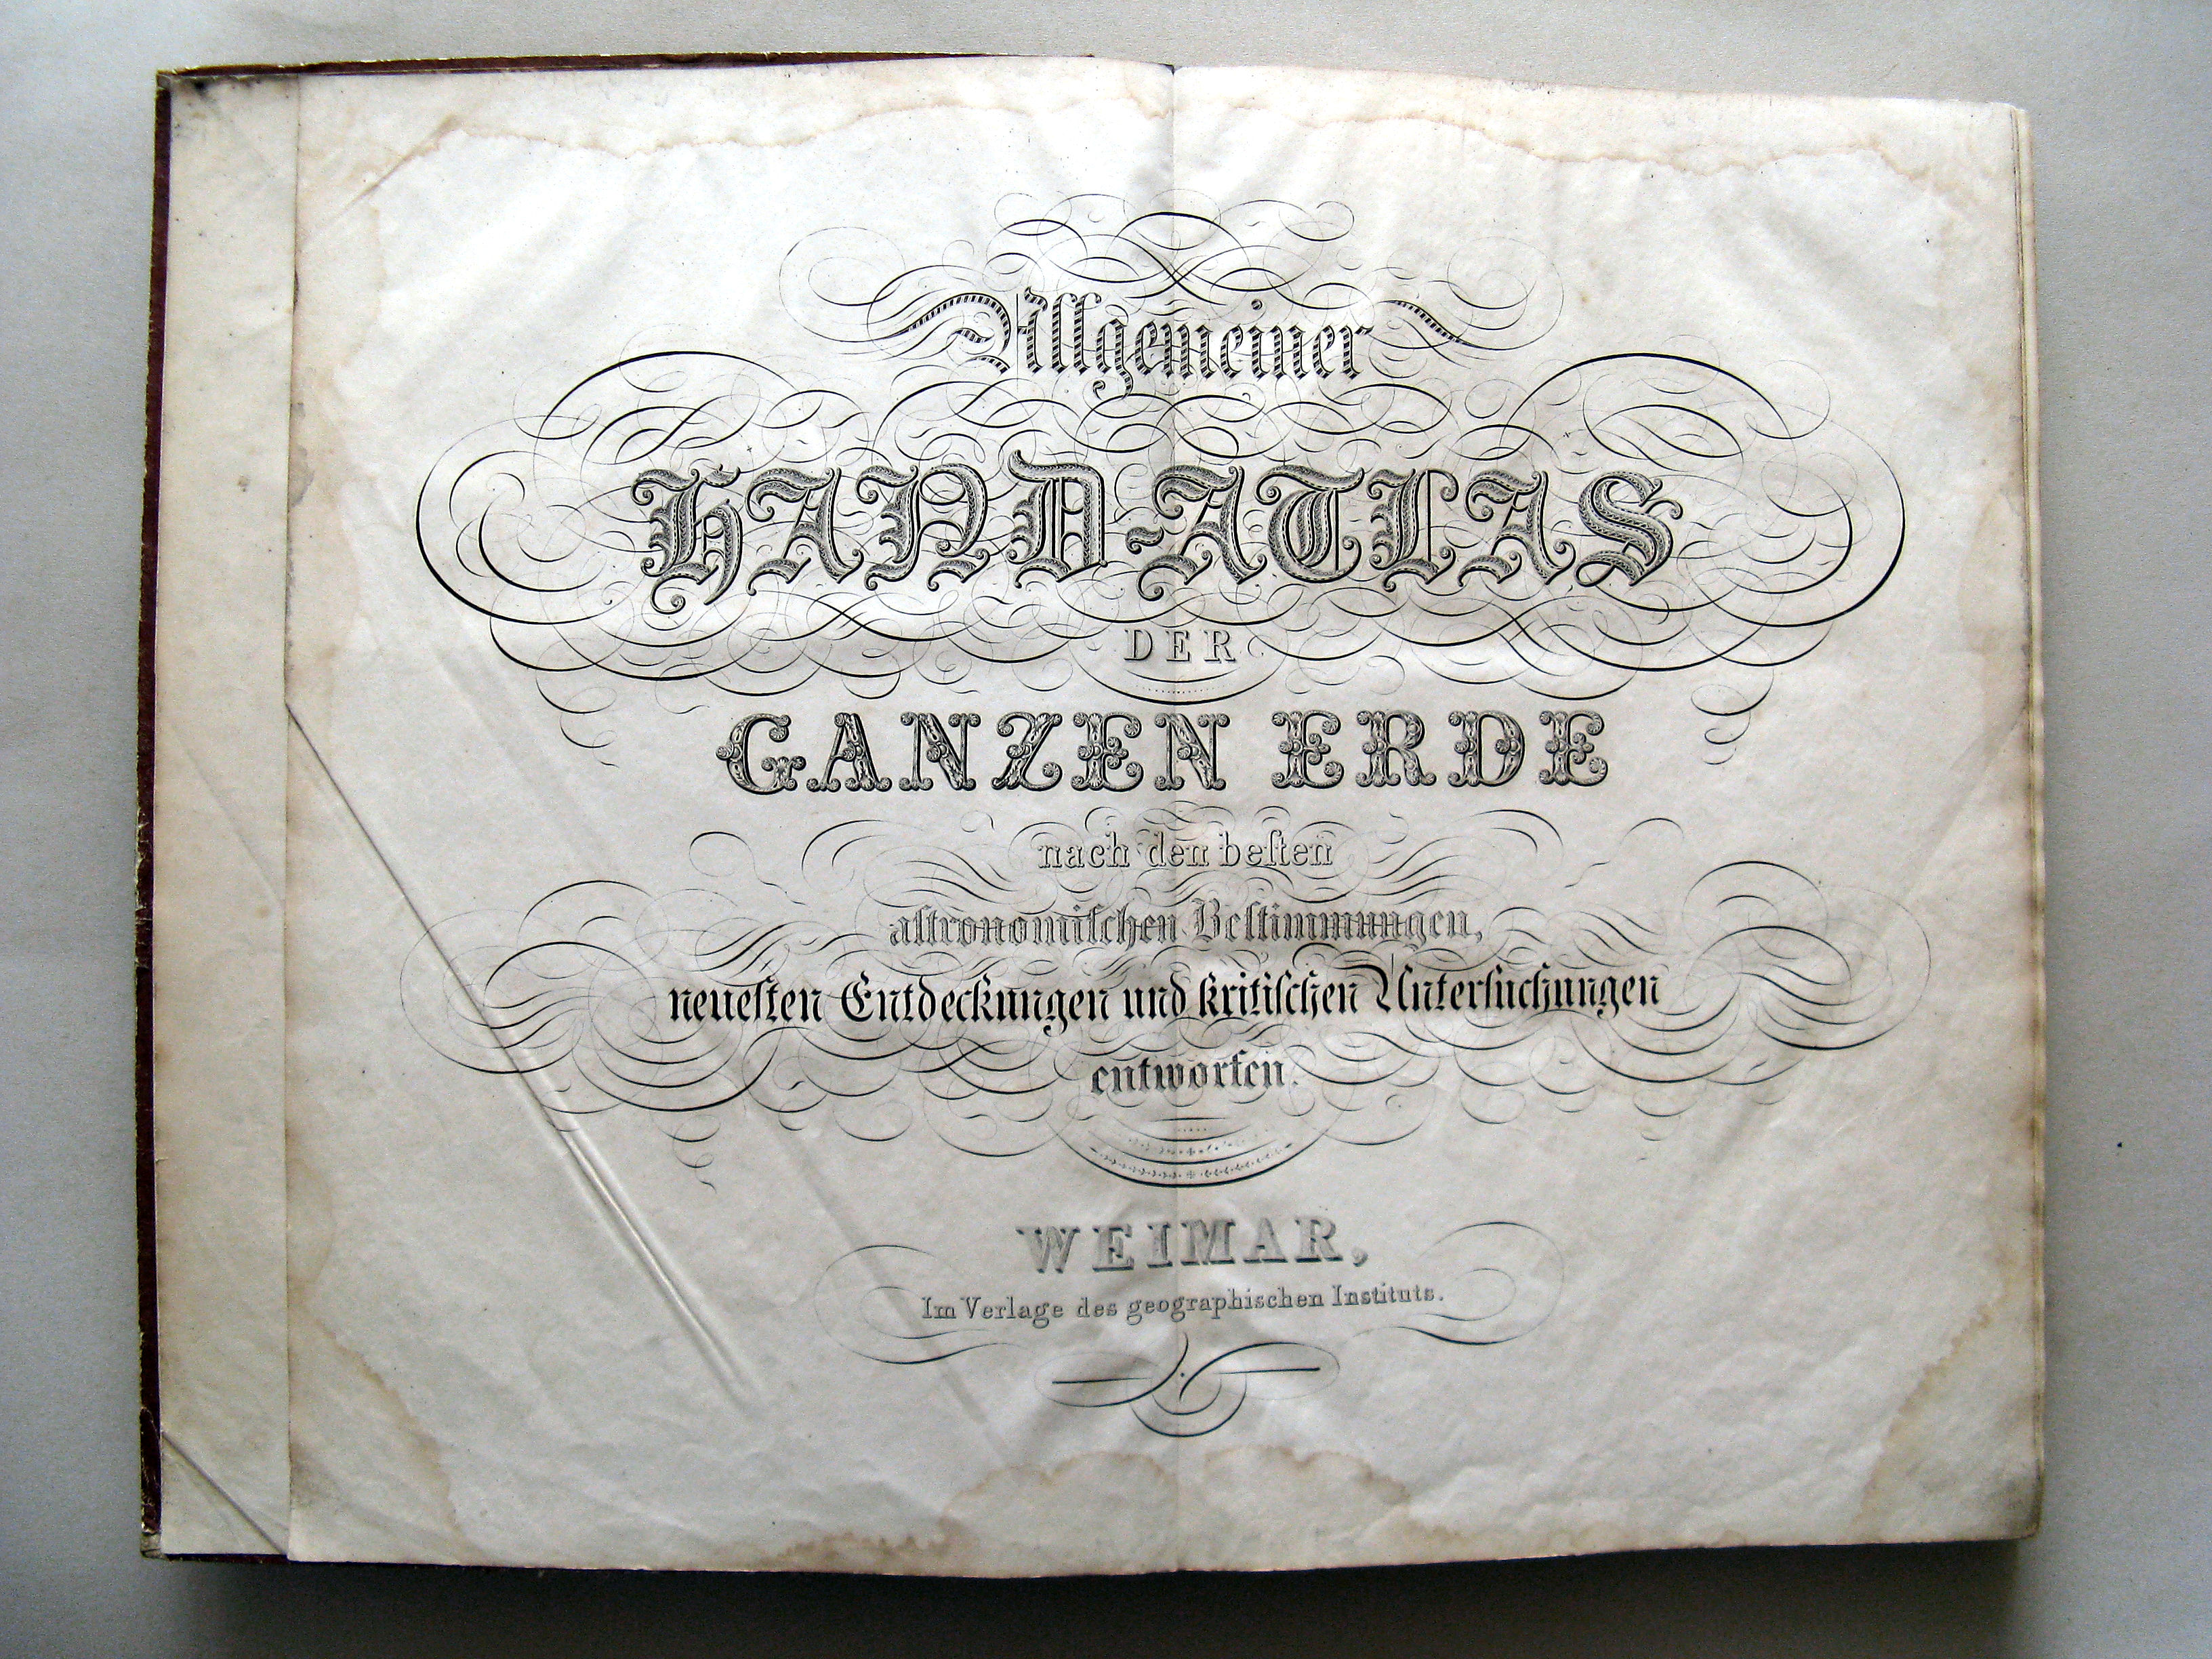 Allgemeiner
HAND-ATLAS
DER
GANZEN ERDE
nach den beſten
aſtronomiſchen Beſtimmungen,
neueſten Entdeckungen und kritiſchen Unterſuchungen
entworfen.
WEIMAR,
Im Verlage des geographischen Instituts.